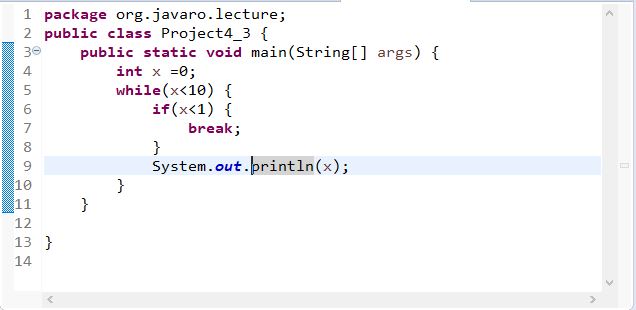 1 package org.javaro.lecture;
2 public class Project4_3 {
3 public static void main(String[] args) {
4 int x =0;
5 while(x<10) {
6 if(x<1) {
7 break;
8 }
9 System.out.println(x);
10 }
11 }
12
13 }
14